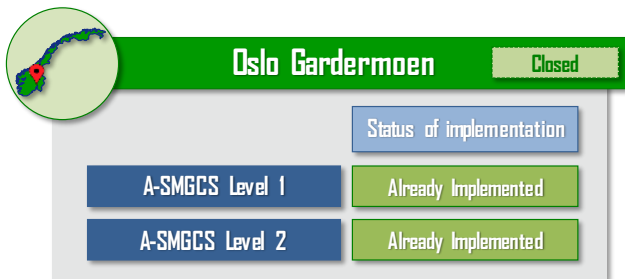 Oslo Gardermoen
Closed
Status of implementation
A-SMGCS Level 1
Already Implemented
A-SMGCS Level 2
Already Implemented